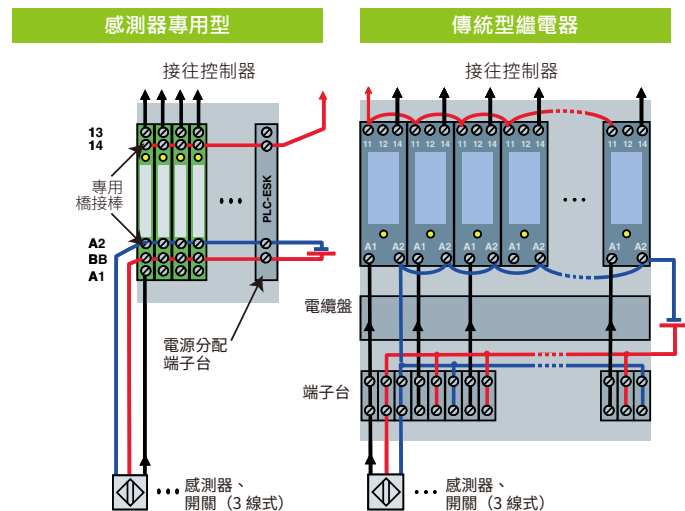 感測器專用型
傳統型繼電器
接往控制器
接往控制器
13
14
專用
橋接棒
A2
BB
A1
PLC-ESK
電源分配
端子台
感測器、
開關（3 線式）
11 12 14 11 12 14 11 12 14 11 12 14 11 12 14
A1 A2 A1 A2 A1 A2 A1 A2 A1 A2
電纜盤
端子台
感測器、
開關（3 線式）